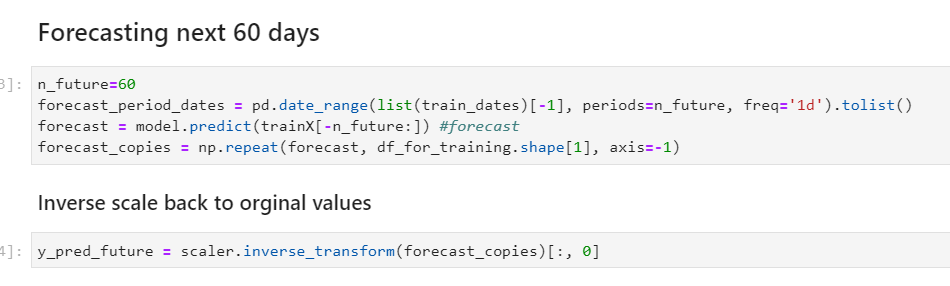 Forecasting next 60 days
3]:
n_future=60
forecast_period_dates = pd.date_range(list(train_dates)[-1], periods=n_future, freq='1d').tolist()
forecast = model.predict(trainX[-n_future:]) #forecast
forecast_copies = np.repeat(forecast, df_for_training.shape[1], axis=-1)
Inverse scale back to orginal values
4]:
y_pred_future = scaler.inverse_transform(forecast_copies)[:, 0]